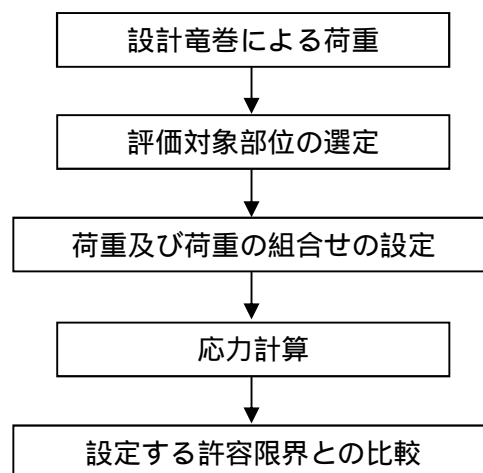 設計竜巻による荷重
評価対象部位の選定
荷重及び荷重の組合せの設定
応力計算
設定する許容限界との比較